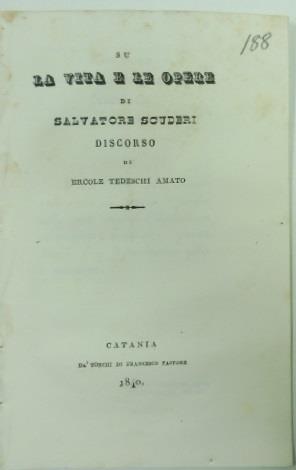 188
SU
LA VITA E LE OPERE
DI
SALVATORE SCUDERI
DISCORSO
DI
ERCOLE TEDESCHI AMATO
CATANIA
DA' TORCHI DI FRANCESCO PASTORE
1840.